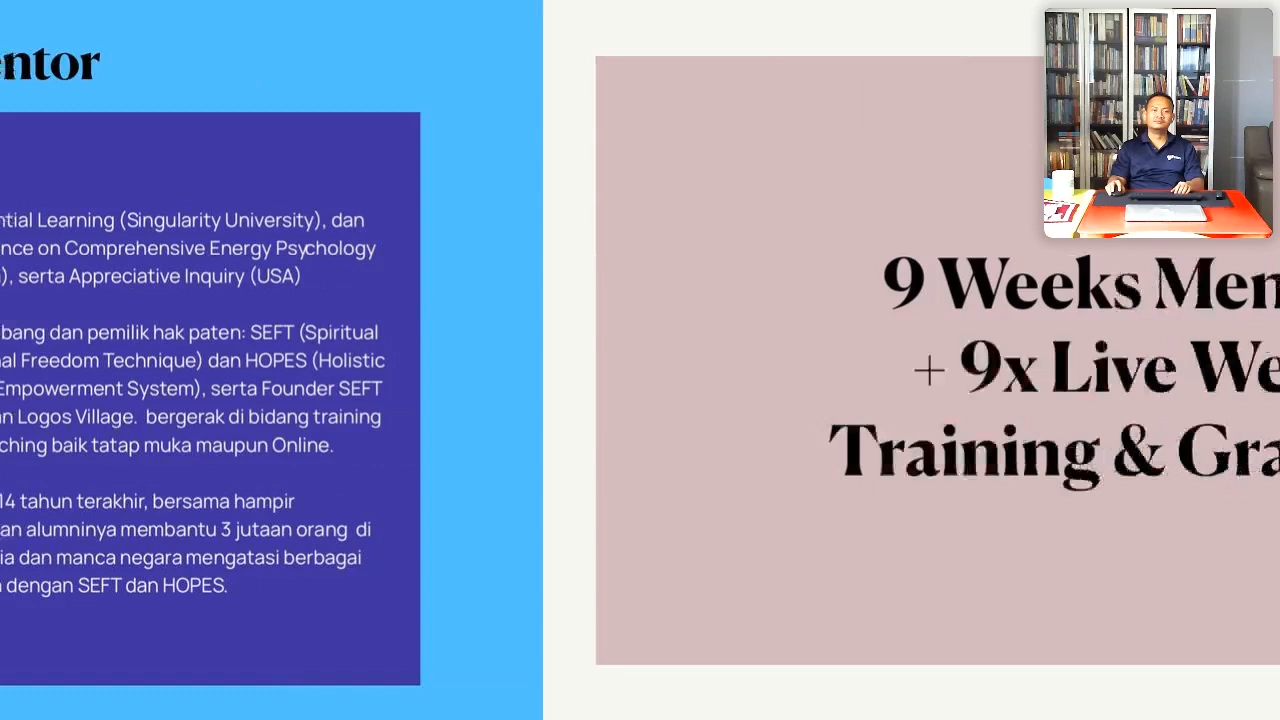 entor
ntial Learning (Singularity University), dan
nce on Comprehensive Energy Psychology
), serta Appreciative Inquiry (USA)
bang dan pemilik hak paten: SEFT (Spiritual
al Freedom Technique) dan HOPES (Holistic
Empowerment System), serta Founder SEFT
an Logos Village. bergerak di bidang training
ching baik tatap muka maupun Online.
14 tahun terakhir, bersama hampir
an alumninya membantu 3 jutaan orang di
ia dan manca negara mengatasi berbagai
dengan SEFT dan HOPES.
9 Weeks Men
+ 9x Live We
Training & Gra